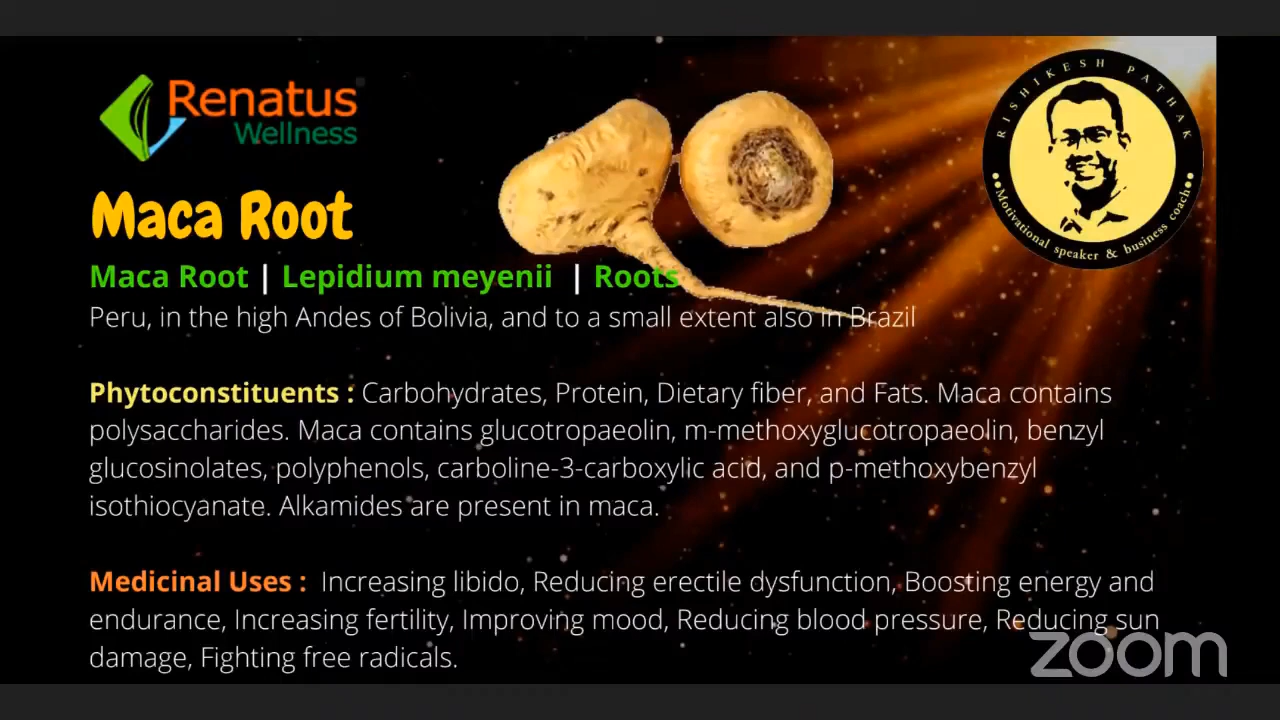 Renatus
Wellness
RISHIKESH PATHAK
Motivational speaker & business coach
Maca Root
Maca Root | Lepidium meyenii | Roots
Peru, in the high Andes of Bolivia, and to a small extent also in Brazil
Phytoconstituents : Carbohydrates, Protein, Dietary fiber, and Fats. Maca contains
polysaccharides. Maca contains glucotropaeolin, m-methoxyglucotropaeolin, benzyl
glucosinolates, polyphenols, carboline-3-carboxylic acid, and p-methoxybenzyl
isothiocyanate. Alkamides are present in maca.
Medicinal Uses : Increasing libido, Reducing erectile dysfunction, Boosting energy and
endurance, Increasing fertility, Improving mood, Reducing blood pressure, Reducing sun
damage, Fighting free radicals.
zoom